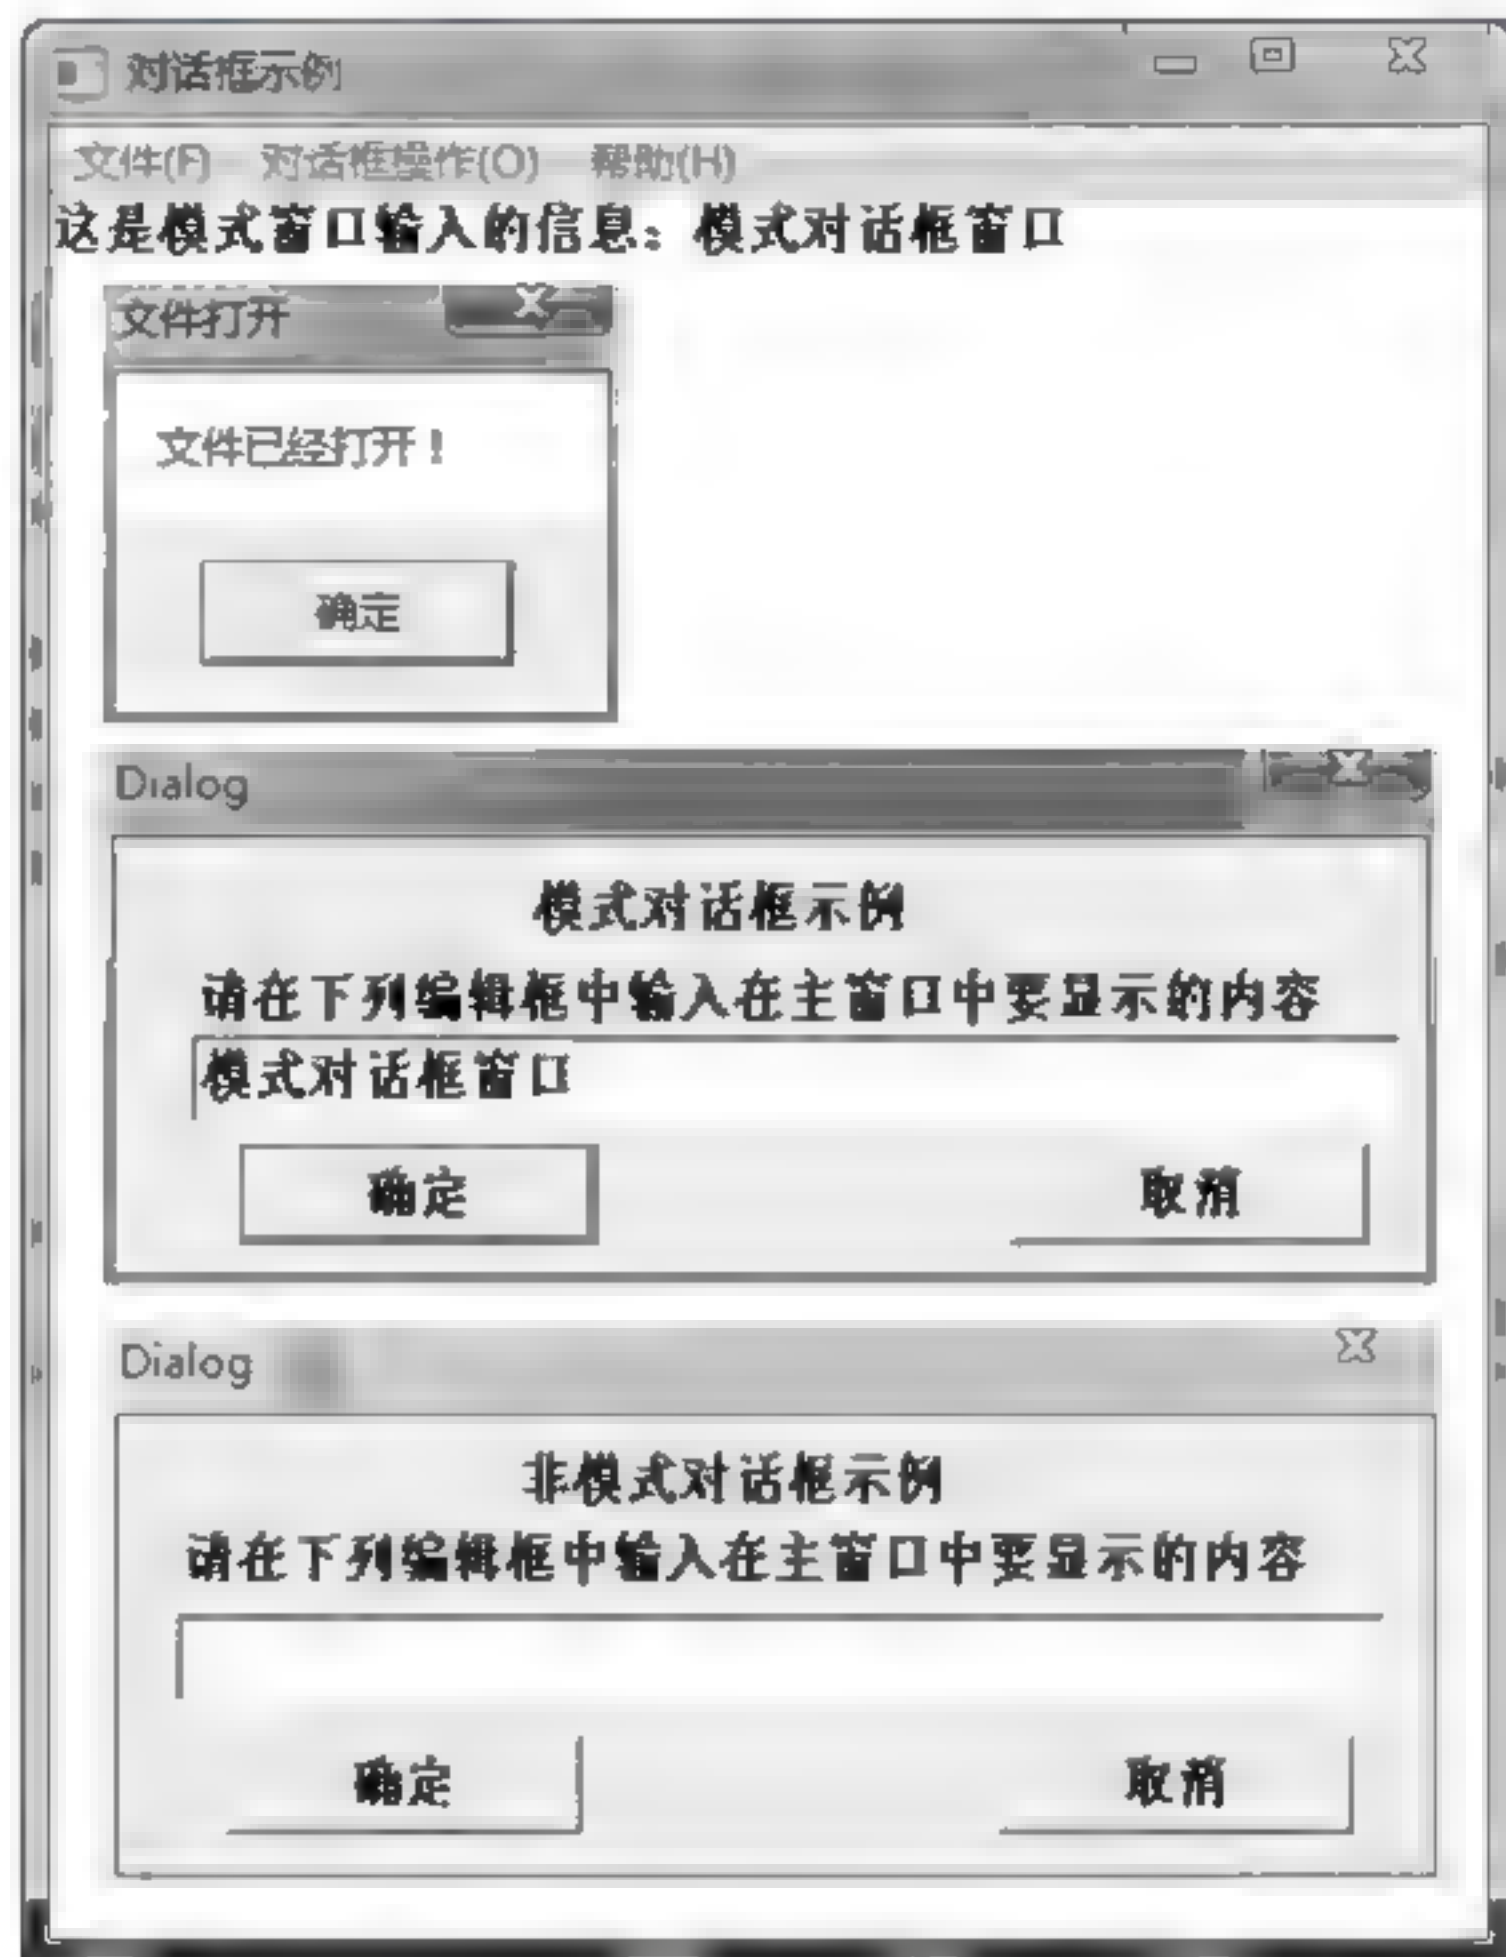 对话框示例
文件(F) 对话框操作(O) 帮助(H)
这是模式窗口输入的信息：模式对话框窗口
文件打开
文件已经打开！
确定
Dialog
模式对话框示例
请在下列编辑框中输入在主窗口中要显示的内容
模式对话框窗口
确定 取消
Dialog
非模式对话框示例
请在下列编辑框中输入在主窗口中要显示的内容
确定 取消